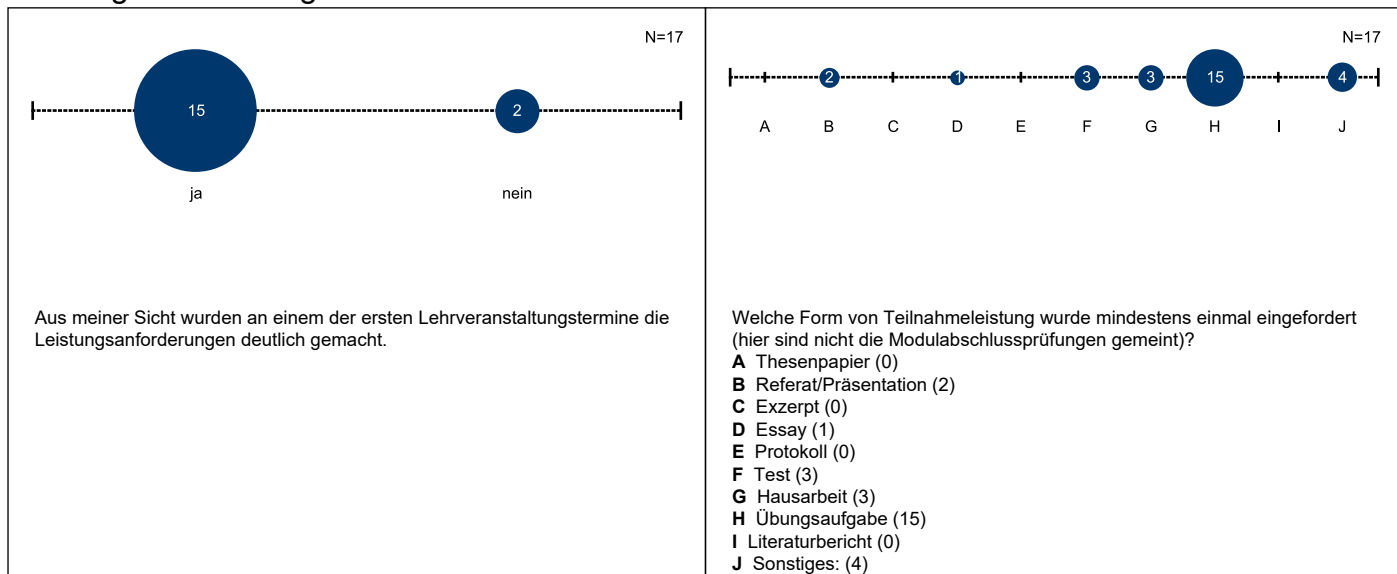 N=17
15
2
ja
nein
Aus meiner Sicht wurden an einem der ersten Lehrveranstaltungstermine die
Leistungsanforderungen deutlich gemacht.
N=17
2
1
3
3
15
4
A B C D E F G H I J
Welche Form von Teilnahmeleistung wurde mindestens einmal eingefordert
(hier sind nicht die Modulabschlussprüfungen gemeint)?
A Thesenpapier (0)
B Referat/Präsentation (2)
C Exzerpt (0)
D Essay (1)
E Protokoll (0)
F Test (3)
G Hausarbeit (3)
H Übungsaufgabe (15)
I Literaturbericht (0)
J Sonstiges: (4)